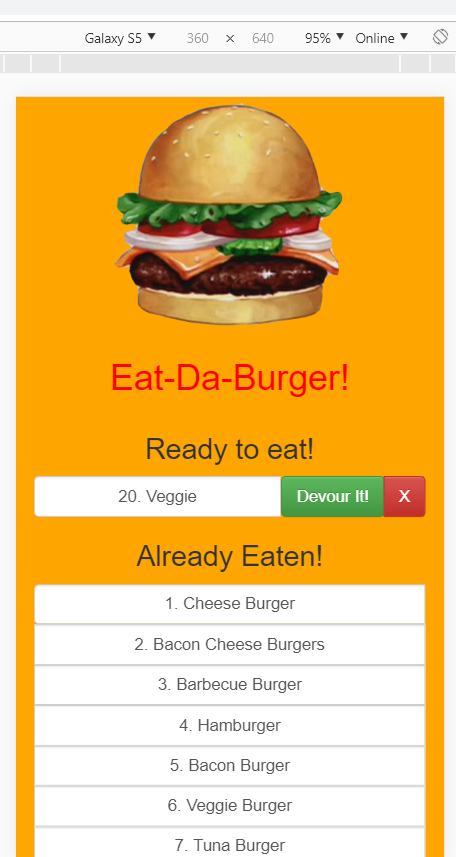 Galaxy S5 ▼ 360 × 640 95% ▼ Online ▼
Eat-Da-Burger!
Ready to eat!
20. Veggie Devour It! X
Already Eaten!
1. Cheese Burger
2. Bacon Cheese Burgers
3. Barbecue Burger
4. Hamburger
5. Bacon Burger
6. Veggie Burger
7. Tuna Burger